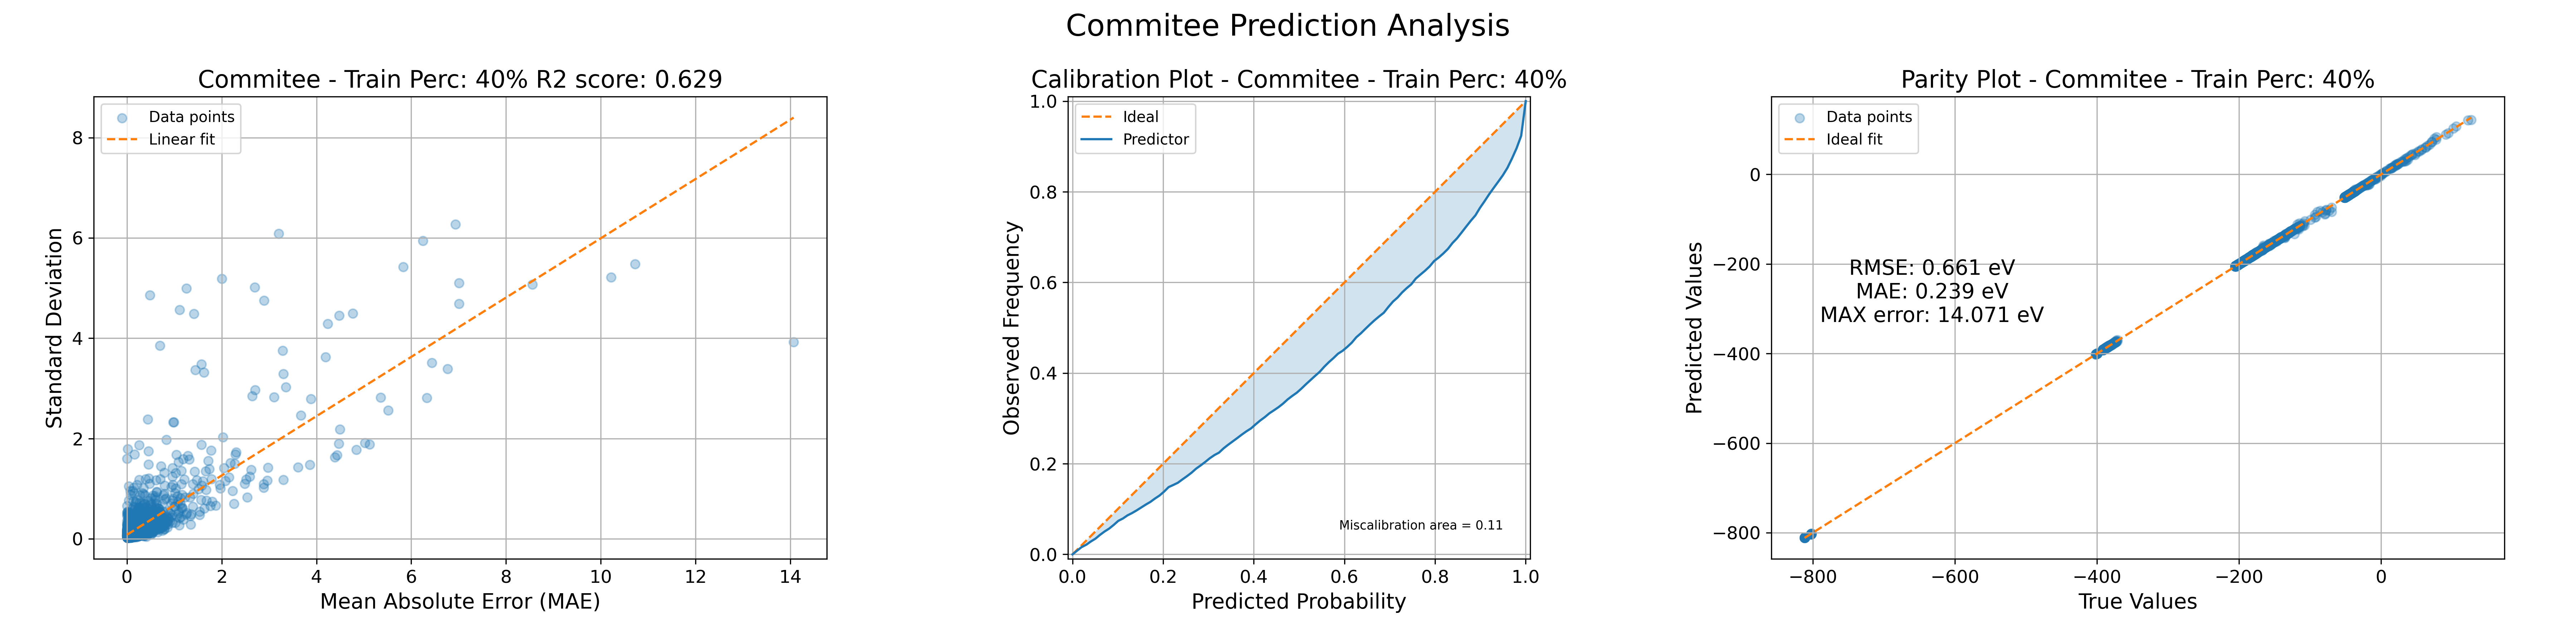 Commitee Prediction Analysis
Commitee - Train Perc: 40% R2 score: 0.629
Data points
Linear fit
8
6
4
2
0
Standard Deviation
0 2 4 6 8 10 12 14
Mean Absolute Error (MAE)
Calibration Plot - Commitee - Train Perc: 40%
Ideal
Predictor
1.0
0.8
0.6
0.4
0.2
0.0
Observed Frequency
Miscalibration area = 0.11
0.0 0.2 0.4 0.6 0.8 1.0
Predicted Probability
Parity Plot - Commitee - Train Perc: 40%
Data points
Ideal fit
0
−200
−400
−600
−800
Predicted Values
RMSE: 0.661 eV
MAE: 0.239 eV
MAX error: 14.071 eV
−800 −600 −400 −200 0
True Values